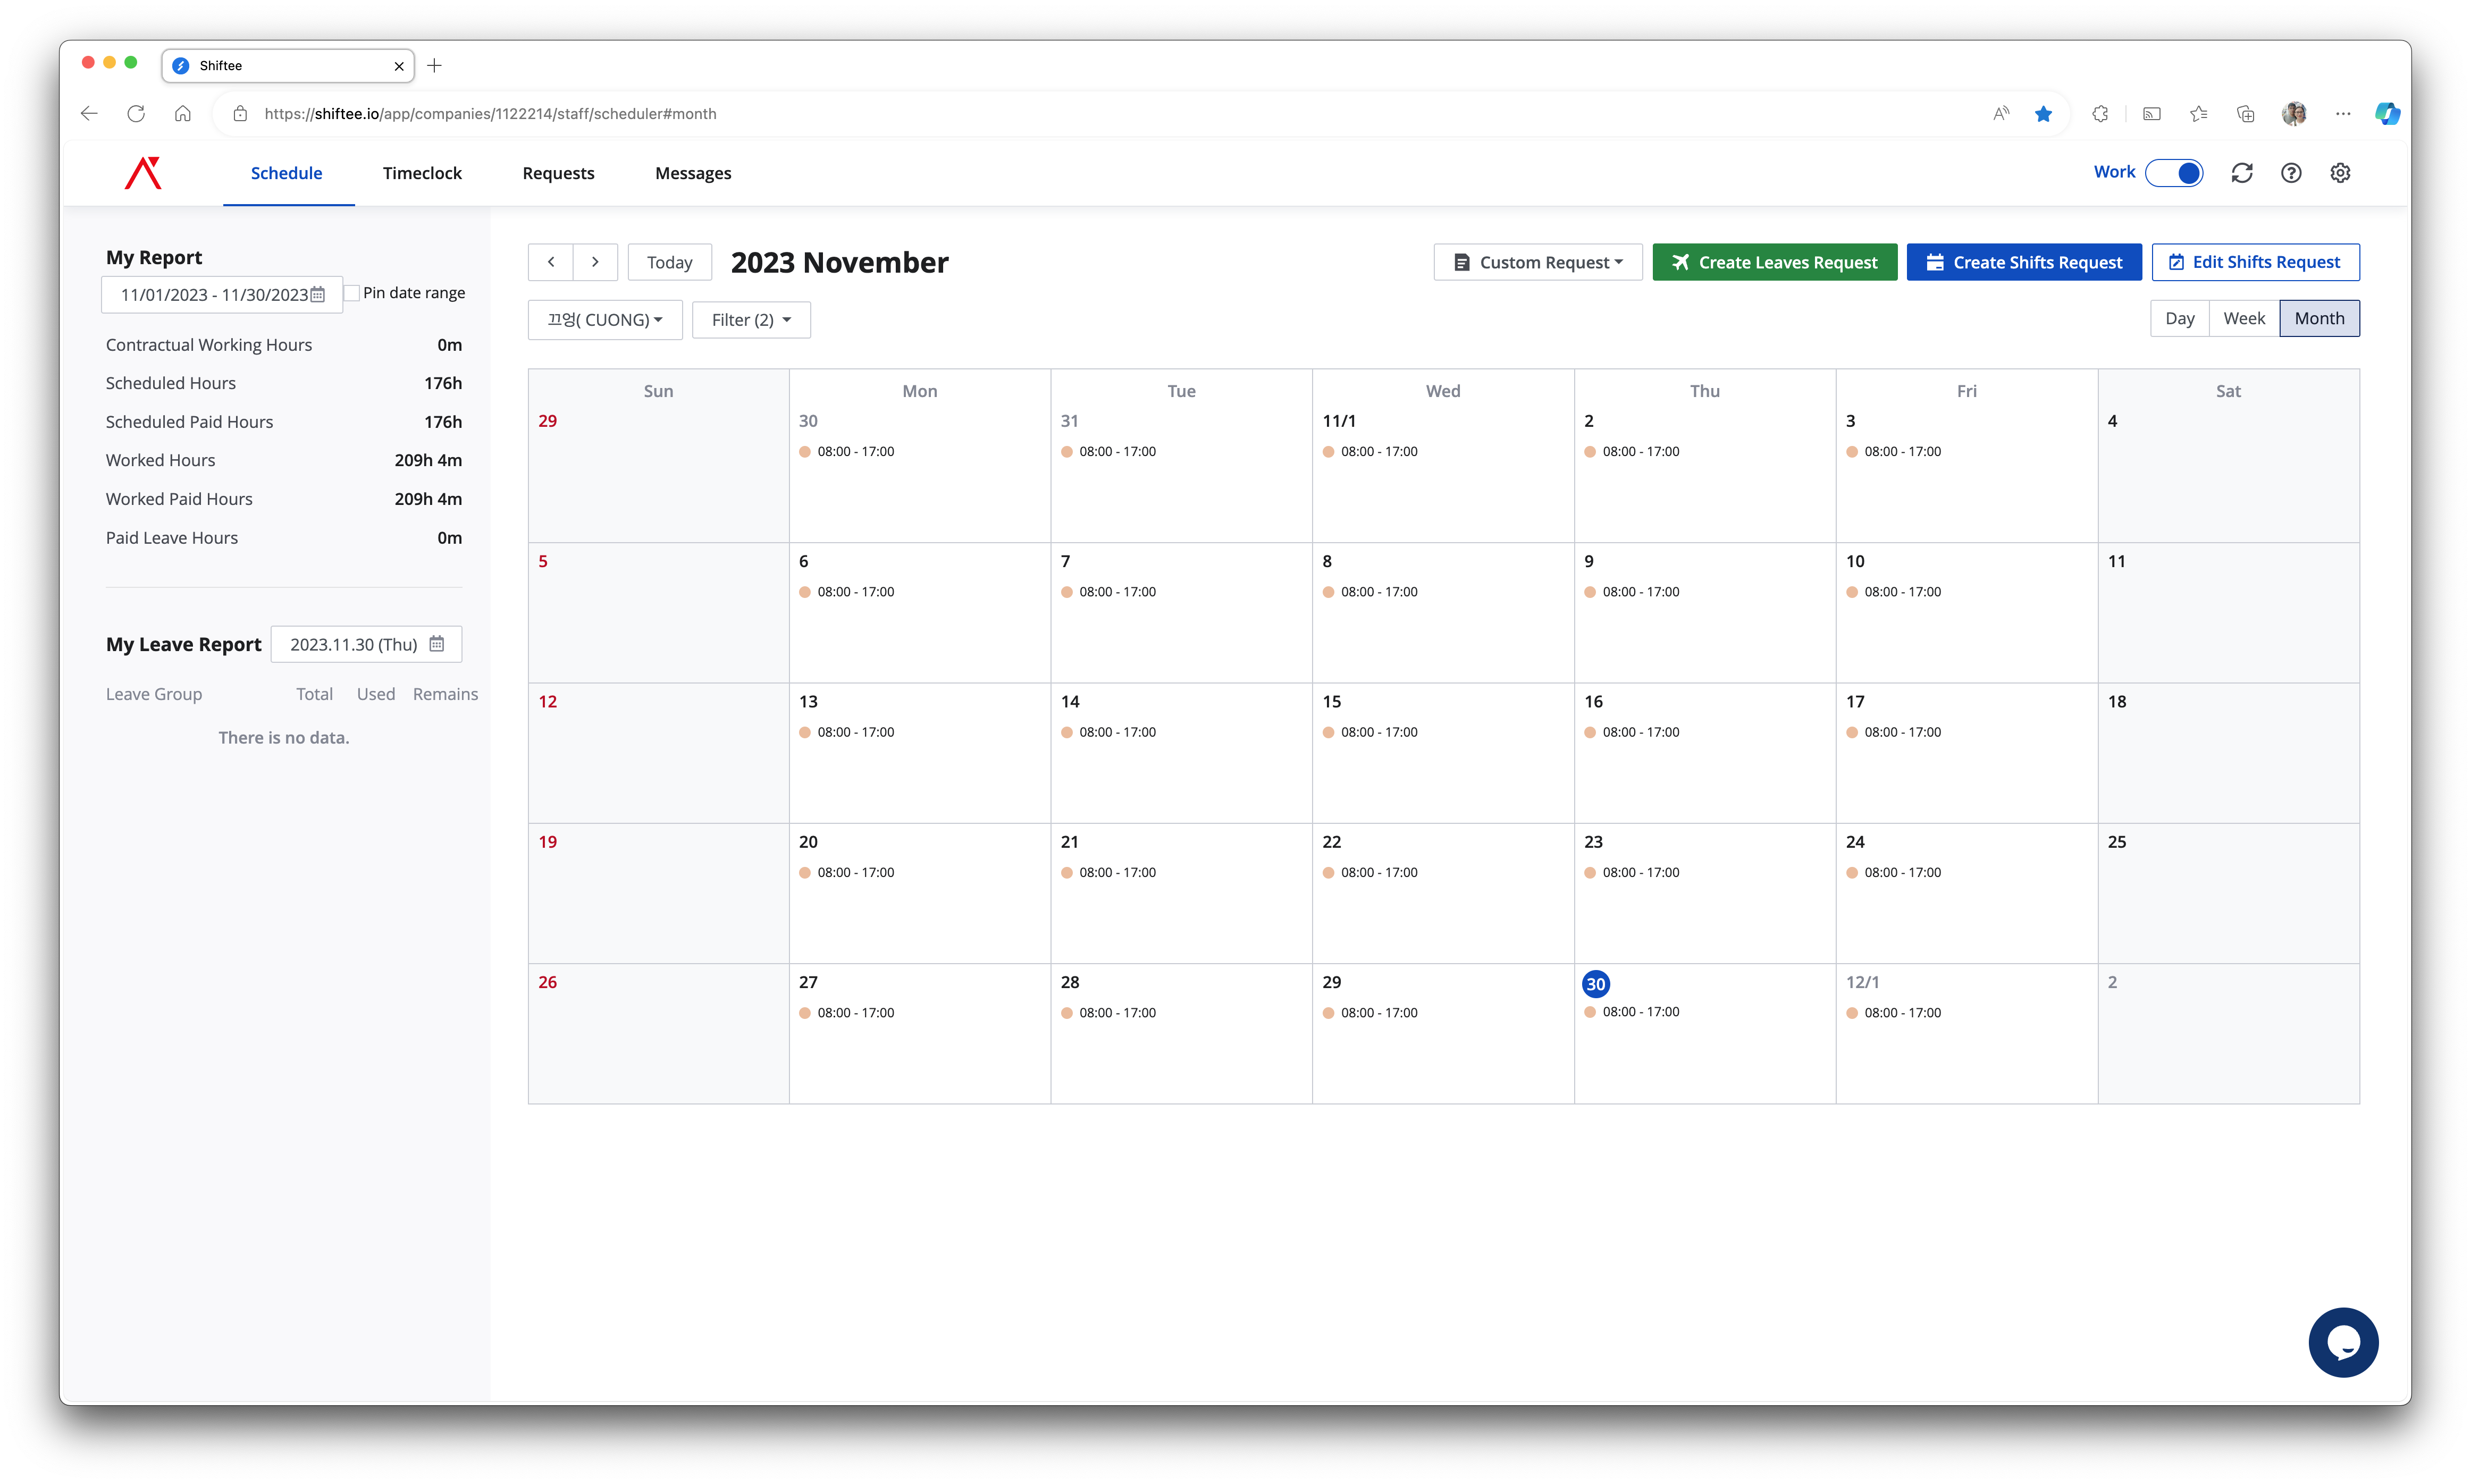 Shiftee
https://shiftee.io/app/companies/1122214/staff/scheduler#month
Schedule Timeclock Requests Messages Work
My Report
11/01/2023 - 11/30/2023 Pin date range
Contractual Working Hours 0m
Scheduled Hours 176h
Scheduled Paid Hours 176h
Worked Hours 209h 4m
Worked Paid Hours 209h 4m
Paid Leave Hours 0m
My Leave Report 2023.11.30 (Thu)
Leave Group Total Used Remains
There is no data.
Today 2023 November Custom Request Create Leaves Request Create Shifts Request Edit Shifts Request
끄엉( CUONG) Filter (2) Day Week Month
Sun Mon Tue Wed Thu Fri Sat
29 30 31 11/1 2 3 4
08:00 - 17:00 08:00 - 17:00 08:00 - 17:00 08:00 - 17:00 08:00 - 17:00
5 6 7 8 9 10 11
08:00 - 17:00 08:00 - 17:00 08:00 - 17:00 08:00 - 17:00 08:00 - 17:00
12 13 14 15 16 17 18
08:00 - 17:00 08:00 - 17:00 08:00 - 17:00 08:00 - 17:00 08:00 - 17:00
19 20 21 22 23 24 25
08:00 - 17:00 08:00 - 17:00 08:00 - 17:00 08:00 - 17:00 08:00 - 17:00
26 27 28 29 30 12/1 2
08:00 - 17:00 08:00 - 17:00 08:00 - 17:00 08:00 - 17:00 08:00 - 17:00